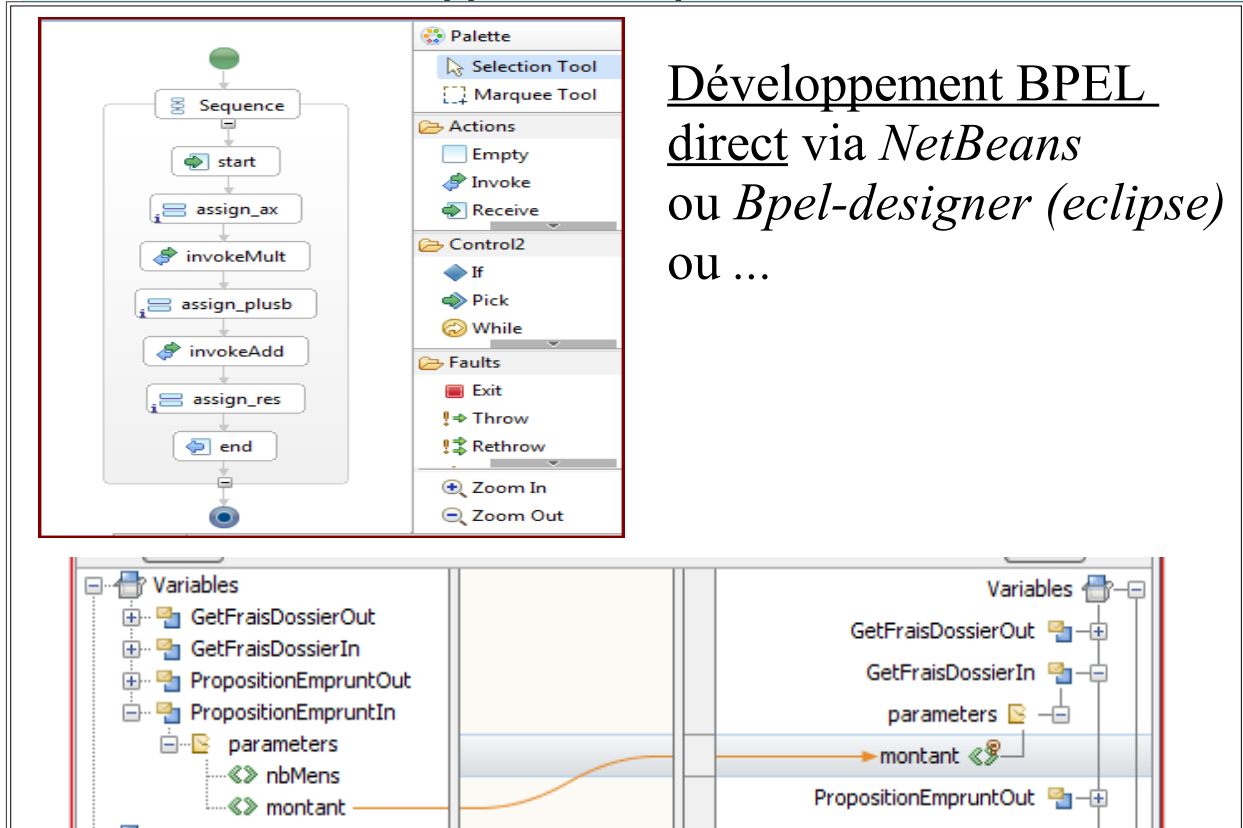 Sequence
start
assign_ax
invokeMult
assign_plusb
invokeAdd
assign_res
end
Palette
Selection Tool
Marquee Tool
Actions
Empty
Invoke
Receive
Control2
If
Pick
While
Faults
Exit
Throw
Rethrow
Zoom In
Zoom Out
Développement BPEL
direct via NetBeans
ou Bpel-designer (eclipse)
ou ...
Variables
GetFraisDossierOut
GetFraisDossierIn
PropositionEmpruntOut
PropositionEmpruntIn
parameters
nbMens
montant
Variables
GetFraisDossierOut
GetFraisDossierIn
parameters
montant
PropositionEmpruntOut